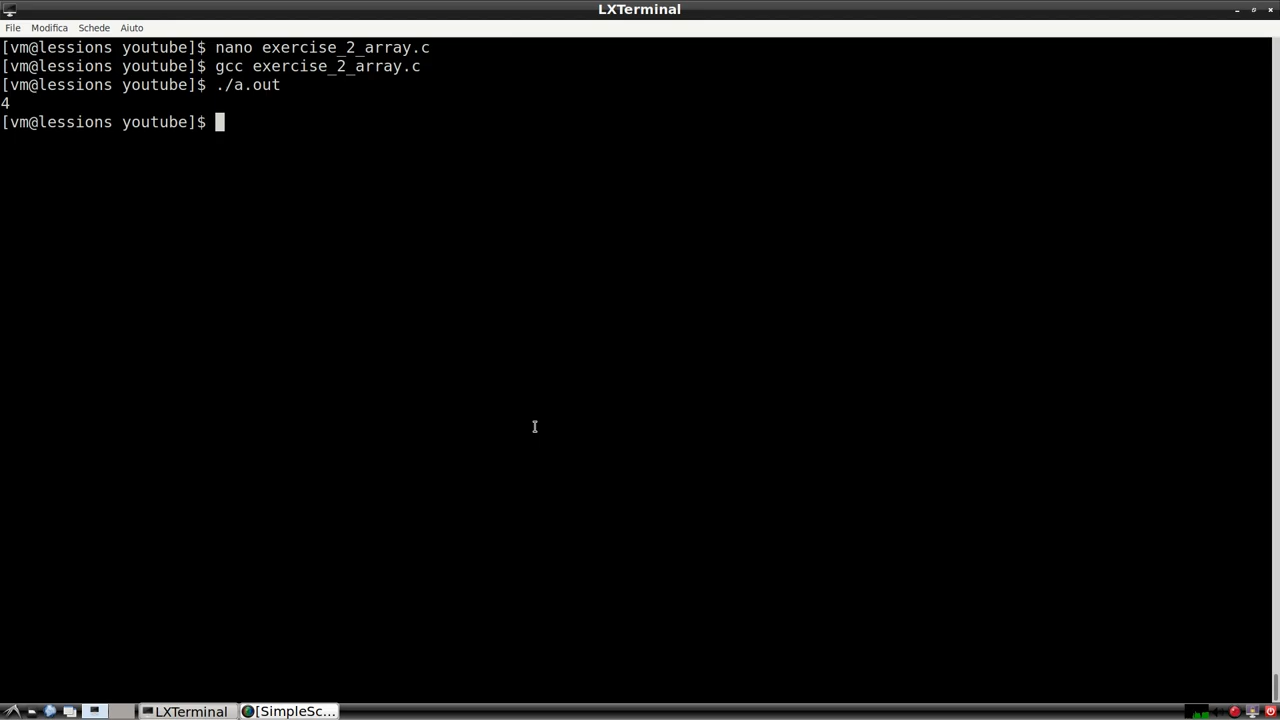 LXTerminal
File Modifica Schede Aiuto
[vm@lessions youtube]$ nano exercise_2_array.c
[vm@lessions youtube]$ gcc exercise_2_array.c
[vm@lessions youtube]$ ./a.out
4
[vm@lessions youtube]$
LXTerminal [SimpleSc...